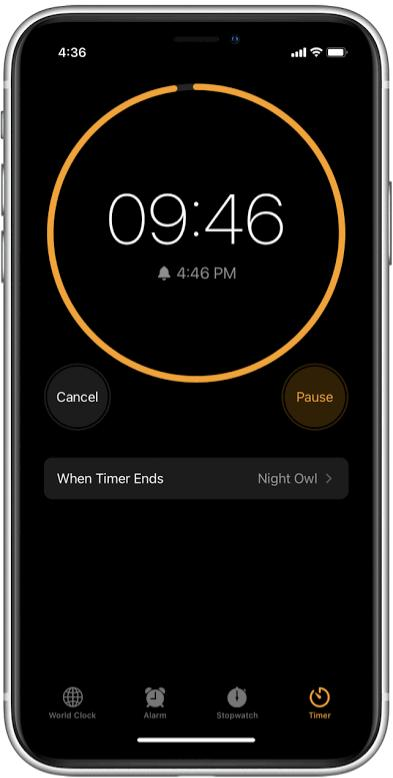 4:36
09:46
4:46 PM
Cancel
Pause
When Timer Ends Night Owl
World Clock Alarm Stopwatch Timer